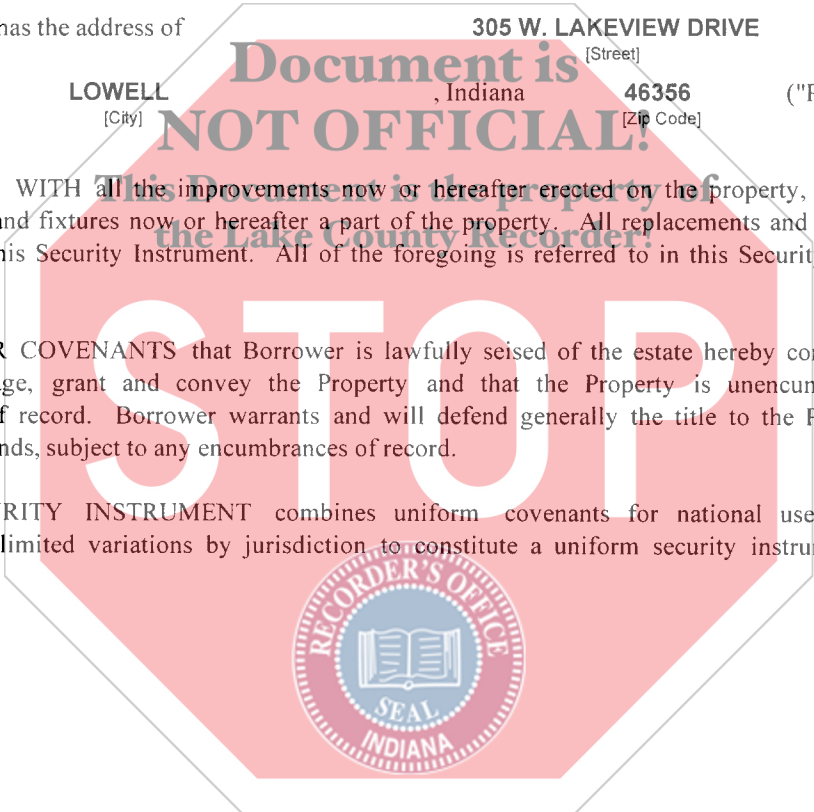 has the address of 305 W. LAKEVIEW DRIVE
[Street]
Document is
LOWELL , Indiana 46356 ("P
[City] [Zip Code]
NOT OFFICIAL!
WITH all the improvements now or hereafter erected on the property,
This Document is the property of
and fixtures now or hereafter a part of the property. All replacements and
the Lake County Recorder!
his Security Instrument. All of the foregoing is referred to in this Security
STOP
R COVENANTS that Borrower is lawfully seised of the estate hereby con
age, grant and convey the Property and that the Property is unencum
f record. Borrower warrants and will defend generally the title to the P
nds, subject to any encumbrances of record.
URITY INSTRUMENT combines uniform covenants for national use
limited variations by jurisdiction to constitute a uniform security instrum
RECORDER'S OFFICE
SEAL
INDIANA